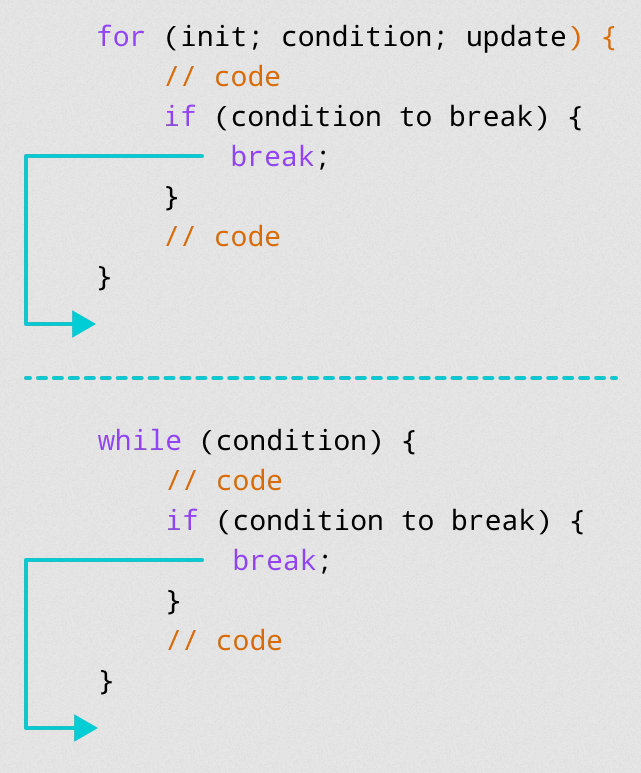 for (init; condition; update) {
// code
if (condition to break) {
break;
}
// code
}
while (condition) {
// code
if (condition to break) {
break;
}
// code
}